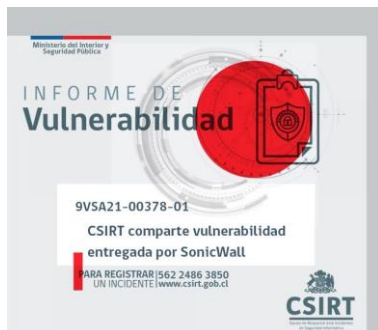 Ministerio del Interior y
Seguridad Pública
INFORME DE
Vulnerabilidad
9VSA21-00378-01
CSIRT comparte vulnerabilidad
entregada por SonicWall
PARA REGISTRAR|562 2486 3850
UN INCIDENTE|www.csirt.gob.cl
CSIRT